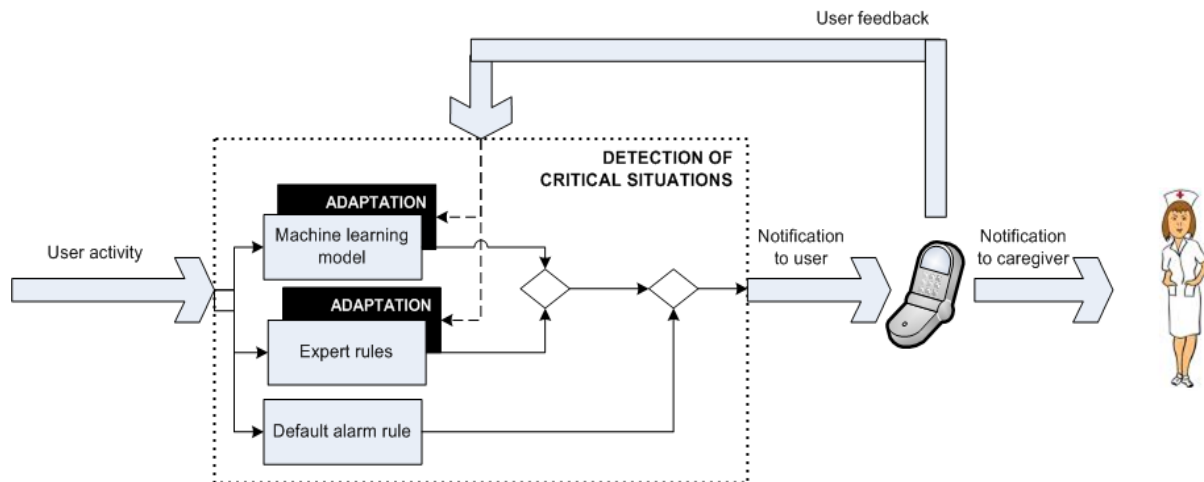 User feedback
DETECTION OF
CRITICAL SITUATIONS
ADAPTATION
Machine learning
model
User activity
Notification
to user
Notification
to caregiver
ADAPTATION
Expert rules
Default alarm rule